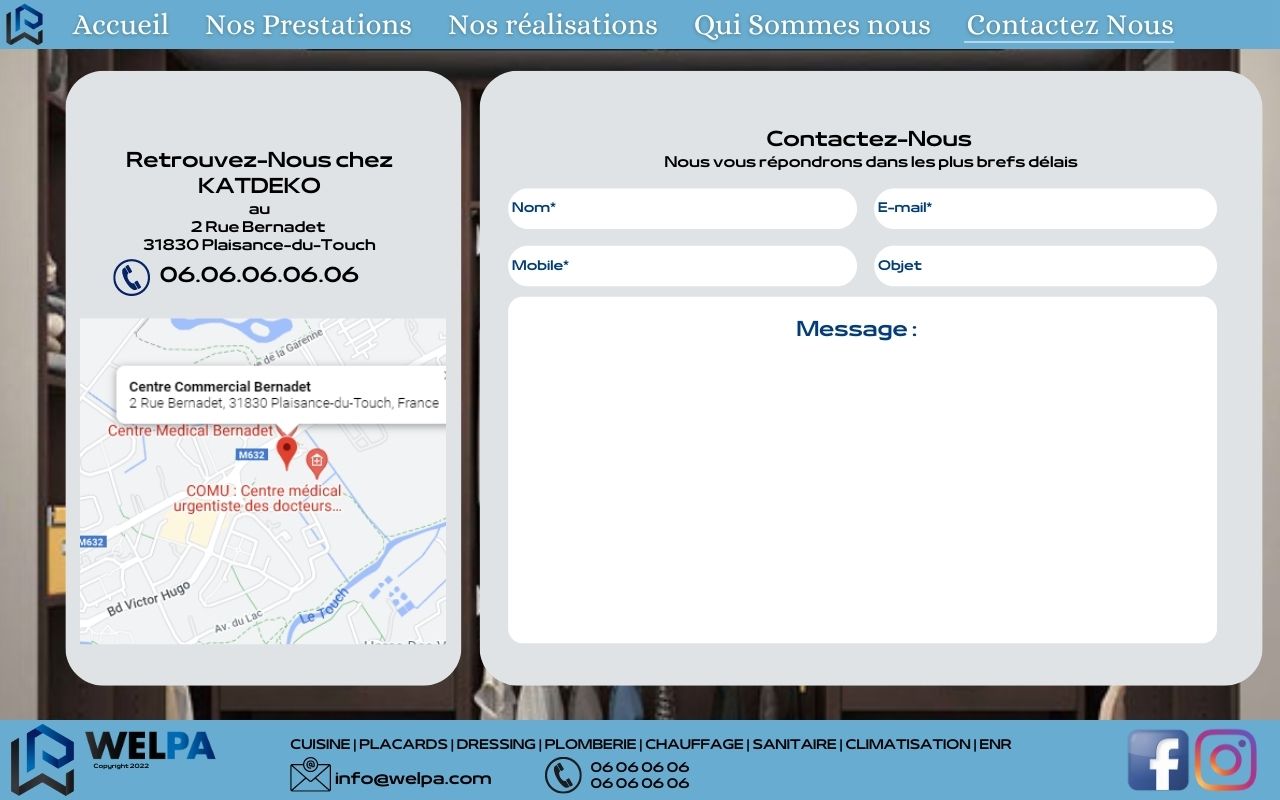 Accueil
Nos Prestations
Nos réalisations
Qui Sommes nous
Contactez Nous
Retrouvez-Nous chez
KATDEKO
au
2 Rue Bernadet
31830 Plaisance-du-Touch
06.06.06.06.06
de la Garenne
Centre Commercial Bernadet
2 Rue Bernadet, 31830 Plaisance-du-Touch, France
Centre Medical Bernadet
M632
COMU : Centre médical
urgentiste des docteurs...
M632
Bd Victor Hugo
Av. du Lac
Le Touch
Contactez-Nous
Nous vous répondrons dans les plus brefs délais
Nom*
E-mail*
Mobile*
Objet
Message :
WELPA
Copyright 2022
CUISINE | PLACARDS | DRESSING | PLOMBERIE | CHAUFFAGE | SANITAIRE | CLIMATISATION | ENR
info@welpa.com
06 06 06 06
06 06 06 06